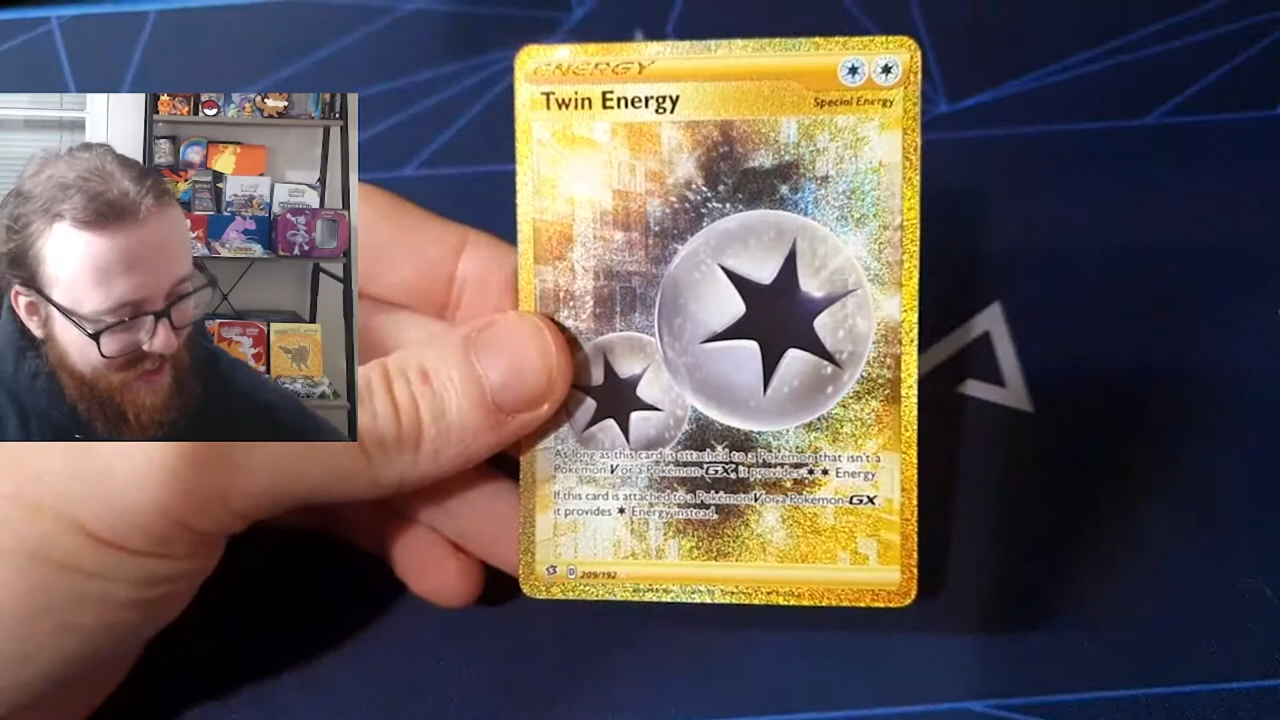 ENERGY
Twin Energy
Special Energy
As long as this card is attached to a Pokémon that isn't a
Pokémon V or a Pokémon-GX, it provides Energy
If this card is attached to a Pokémon V or a Pokémon-GX,
it provides Energy instead.
D 209/192